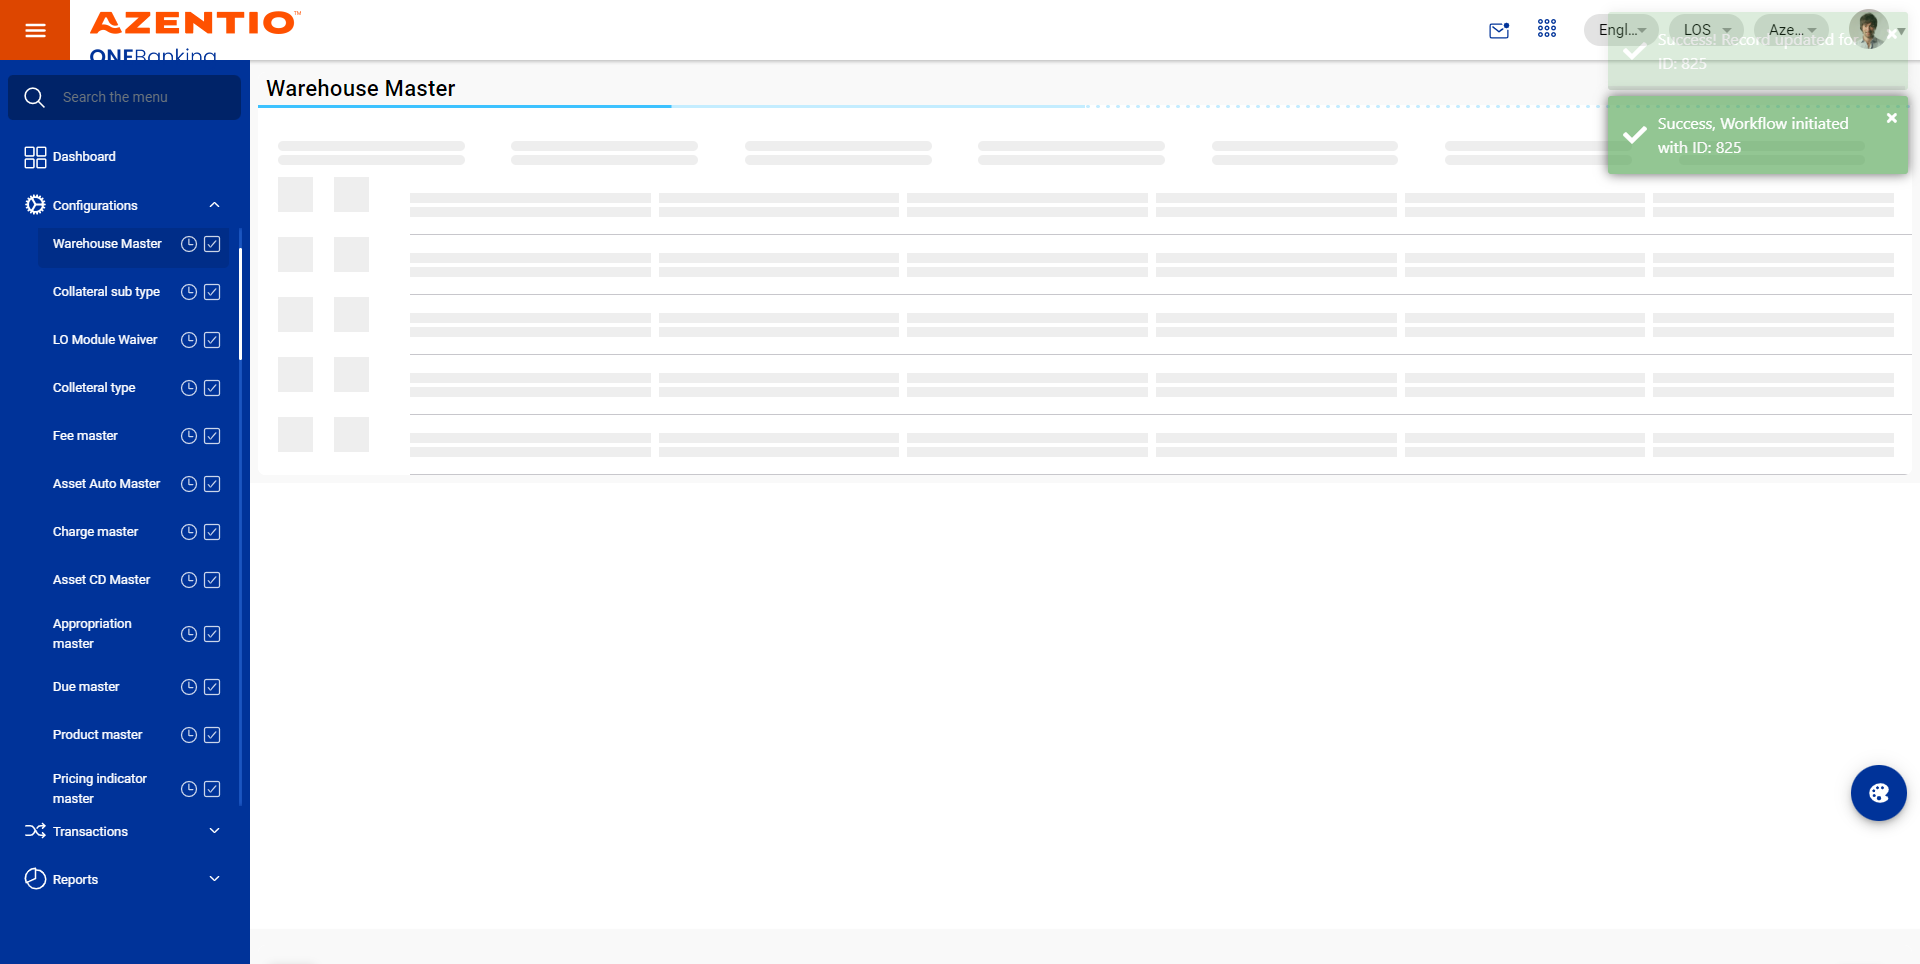 AZENTIO™
ONEBanking
Engl...
LOS
Aze...
Success! Record updated for
ID: 825
Success, Workflow initiated
with ID: 825
Search the menu
Warehouse Master
Dashboard
Configurations
Warehouse Master
Collateral sub type
LO Module Waiver
Colleteral type
Fee master
Asset Auto Master
Charge master
Asset CD Master
Appropriation
master
Due master
Product master
Pricing indicator
master
Transactions
Reports